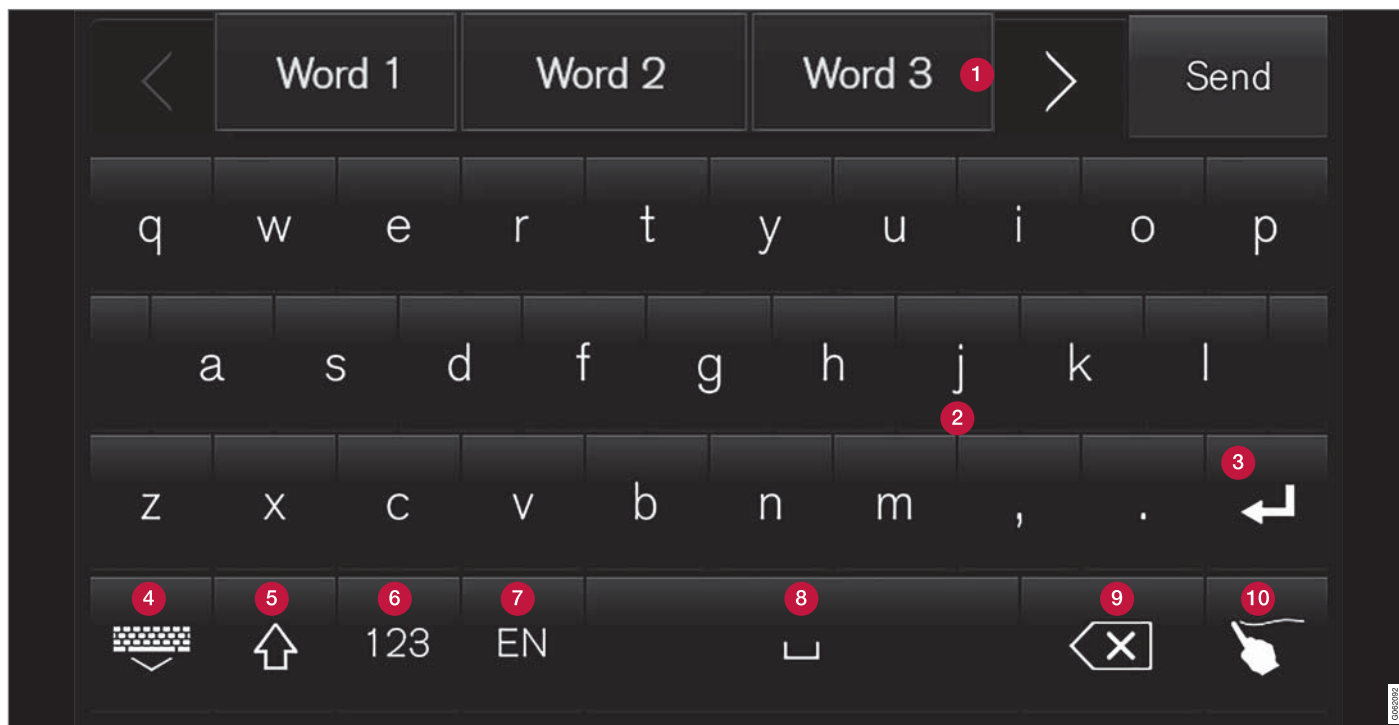 Word 1 Word 2 Word 3 1 Send
q w e r t y u i o p
a s d f g h j k l
2
3
z x c v b n m , .
4 5 6 7 8 9 10
123 EN
G062092